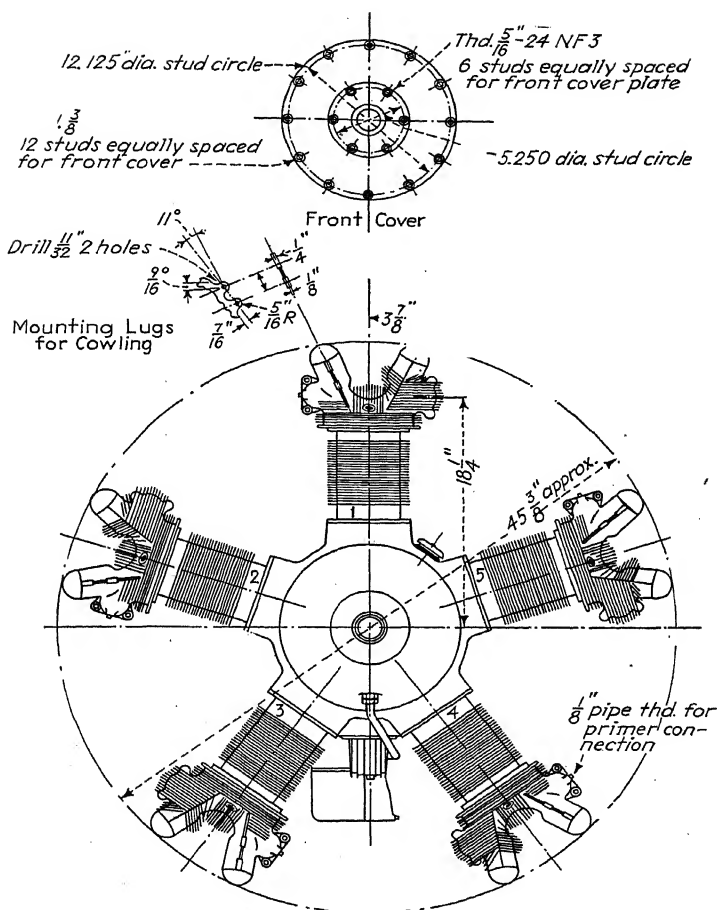 12.125" dia. stud circle
Thd. 5/16"-24 NF3
6 studs equally spaced
for front cover plate
1 3/8
12 studs equally spaced
for front cover
5.250 dia. stud circle
Front Cover
11°
Drill 11/32" 2 holes
1/4"
9°/16
1/8"
5/16" R
7/16"
Mounting Lugs
for Cowling
3 7/8"
18 1/4"
45 3/8" approx.
1
2
5
3
4
1/8" pipe thd. for
primer con-
nection